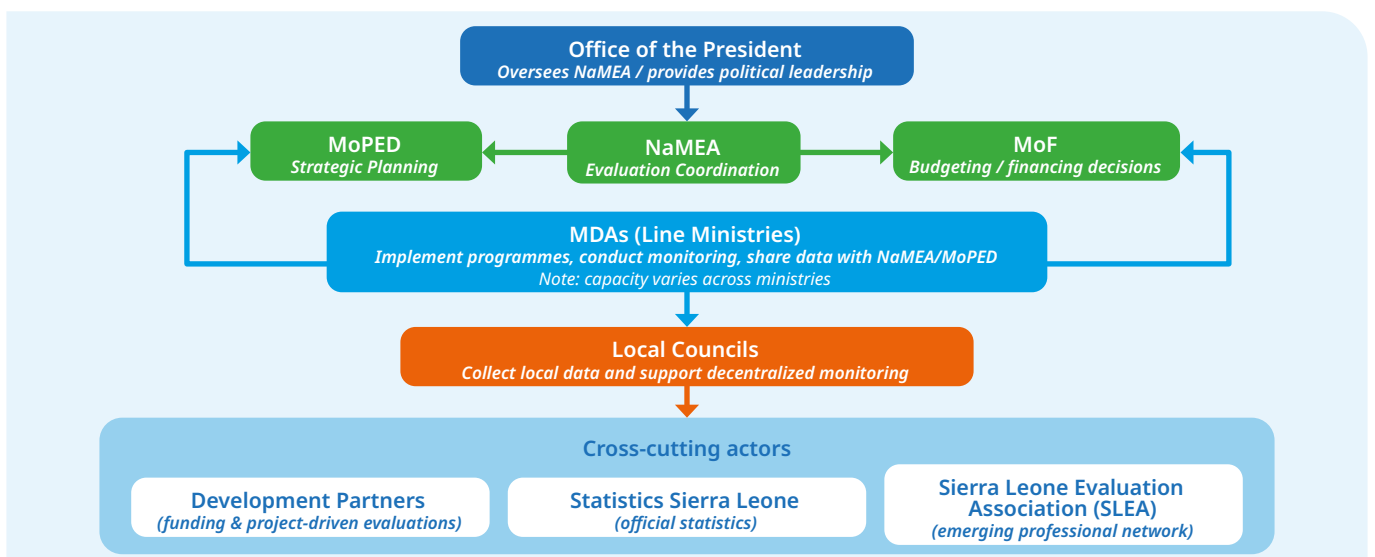 Office of the President
Oversees NaMEA / provides political leadership
MoPED
Strategic Planning
NaMEA
Evaluation Coordination
MoF
Budgeting / financing decisions
MDAs (Line Ministries)
Implement programmes, conduct monitoring, share data with NaMEA/MoPED
Note: capacity varies across ministries
Local Councils
Collect local data and support decentralized monitoring
Cross-cutting actors
Development Partners
(funding & project-driven evaluations)
Statistics Sierra Leone
(official statistics)
Sierra Leone Evaluation
Association (SLEA)
(emerging professional network)